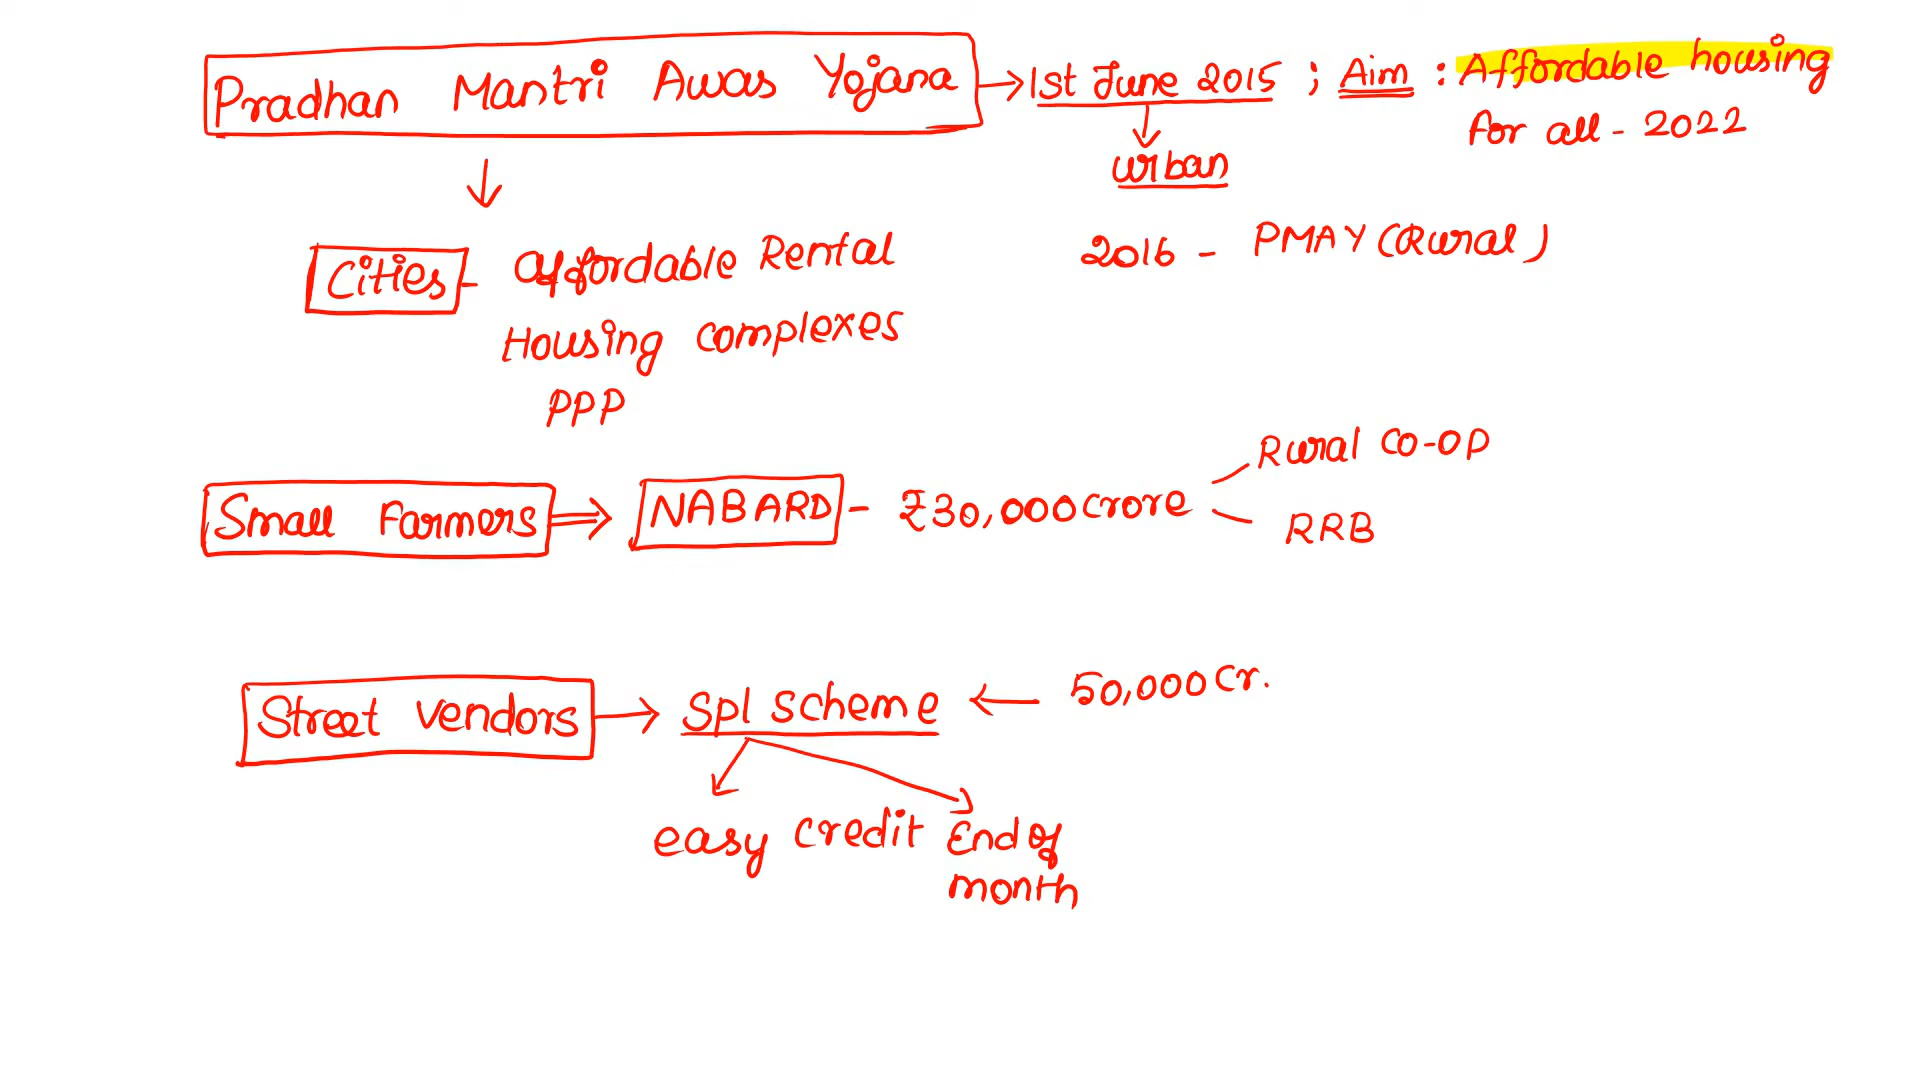 Pradhan Mantri Awas Yojana → 1st June 2015 ; Aim : Affordable housing
for all - 2022
urban
Cities - Affordable Rental
Housing complexes
PPP
2016 - PMAY (Rural)
Small Farmers ⇒ NABARD - ₹30,000 crore
Rural Co-op
RRB
Street vendors → Spl scheme ← 50,000 Cr.
easy credit
End of
month